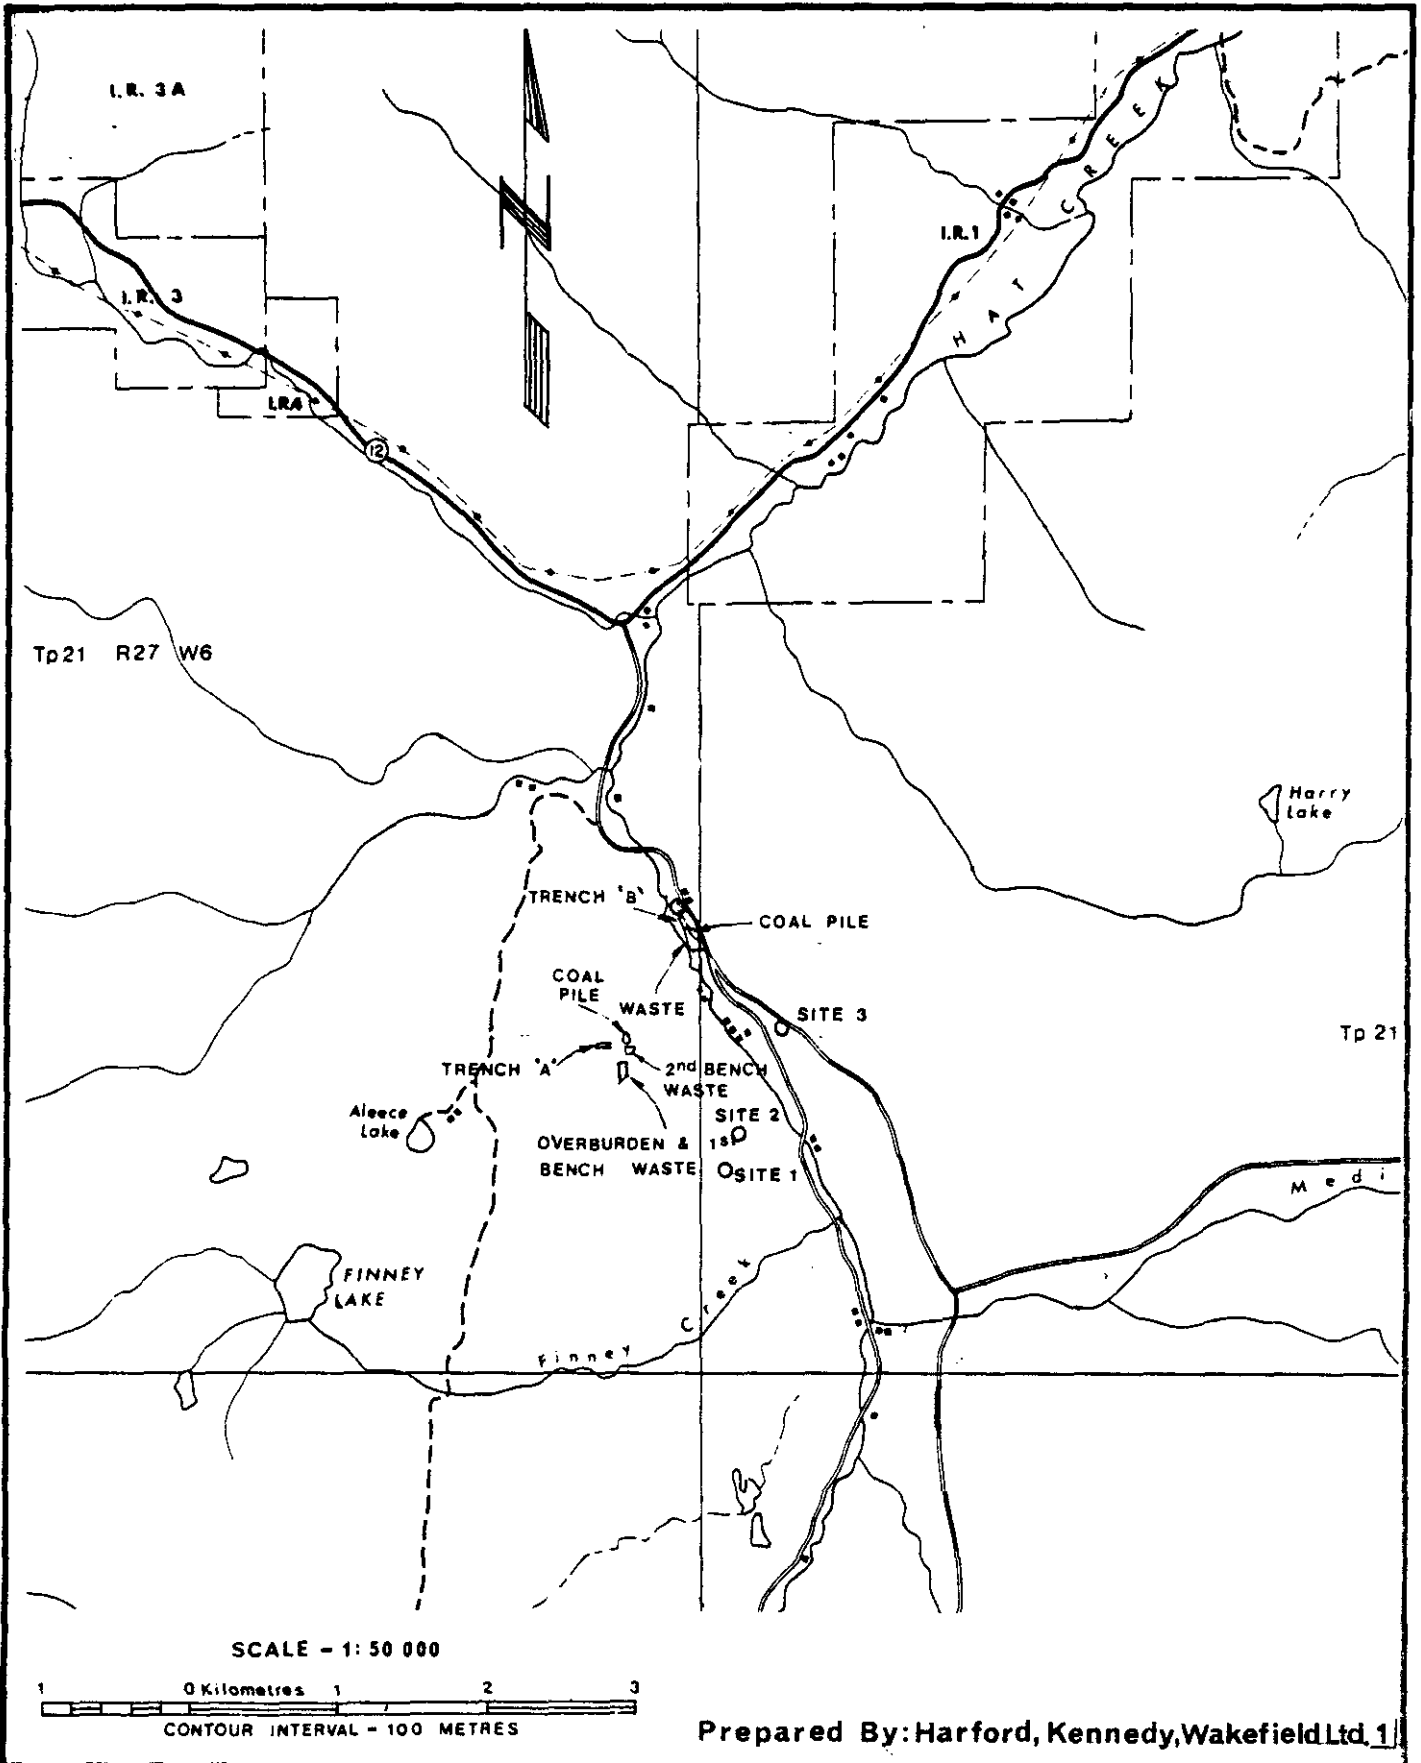 I.R. 3A
CREEK
I.R.1
HAT
I.R. 3
I.R.4
12
Tp21 R27 W6
Harry
Lake
TRENCH 'B'
COAL PILE
COAL
PILE
WASTE
SITE 3
Tp 21
TRENCH 'A'
2nd BENCH
WASTE
Aleece
Lake
SITE 2
OVERBURDEN & 1st
BENCH WASTE
SITE 1
Medi
FINNEY
LAKE
Finney Creek
SCALE - 1:50 000
1 0 Kilometres 1 2 3
CONTOUR INTERVAL - 100 METRES
Prepared By: Harford, Kennedy, Wakefield Ltd. 1